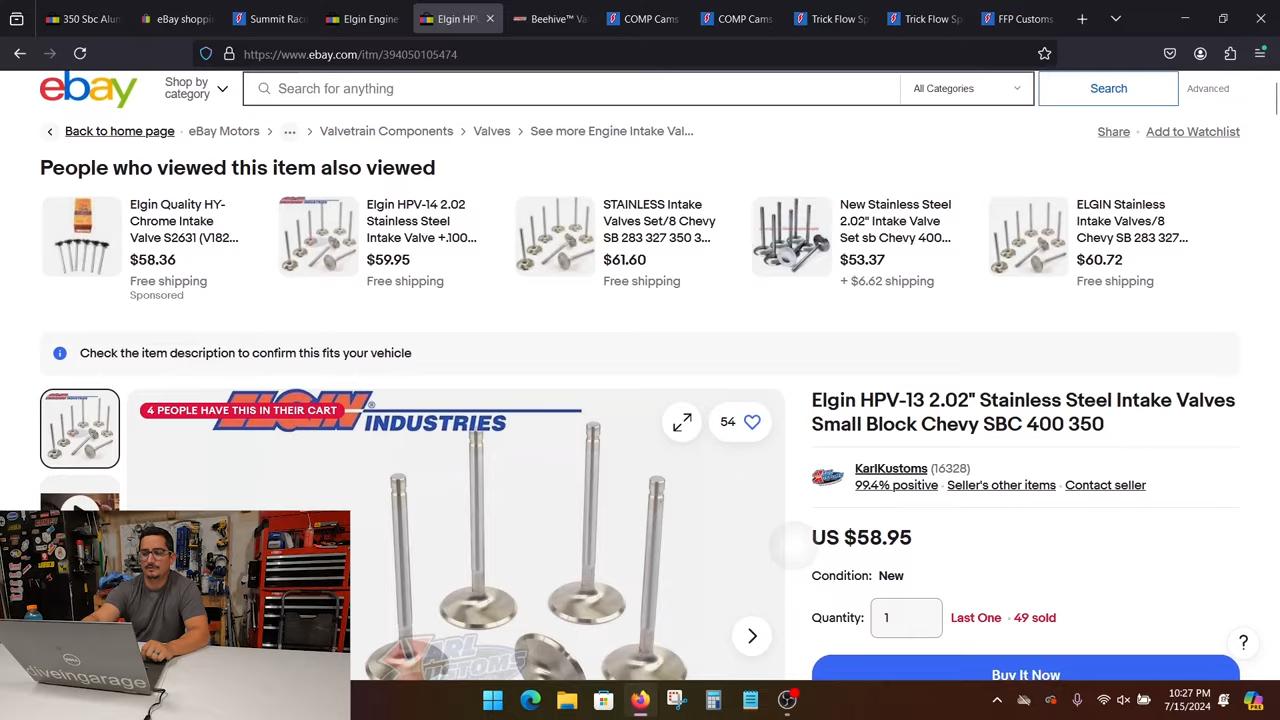 350 Sbc Alum
eBay shoppi
Summit Rac
Elgin Engine
Elgin HP
Beehive™ Va
COMP Cams
COMP Cams
Trick Flow Sp
Trick Flow Sp
FFP Customs
https://www.ebay.com/itm/394050105474
ebay
Shop by
category
Search for anything
All Categories
Search
Advanced
Back to home page
eBay Motors
Valvetrain Components
Valves
See more Engine Intake Val...
Share
Add to Watchlist
People who viewed this item also viewed
Elgin Quality HY-
Chrome Intake
Valve S2631 (V182...
$58.36
Free shipping
Sponsored
Elgin HPV-14 2.02
Stainless Steel
Intake Valve +.100...
$59.95
Free shipping
STAINLESS Intake
Valves Set/8 Chevy
SB 283 327 350 3...
$61.60
Free shipping
New Stainless Steel
2.02" Intake Valve
Set sb Chevy 400...
$53.37
+ $6.62 shipping
ELGIN Stainless
Intake Valves/8
Chevy SB 283 327...
$60.72
Free shipping
Check the item description to confirm this fits your vehicle
ELGIN®
INDUSTRIES
4 PEOPLE HAVE THIS IN THEIR CART
54
KARL KUSTOMS
Elgin HPV-13 2.02" Stainless Steel Intake Valves
Small Block Chevy SBC 400 350
KarlKustoms (16328)
99.4% positive · Seller's other items · Contact seller
US $58.95
Condition: New
Quantity: 1 Last One · 49 sold
Buy It Now
?
DELL
diveingarage
10:27 PM
7/15/2024